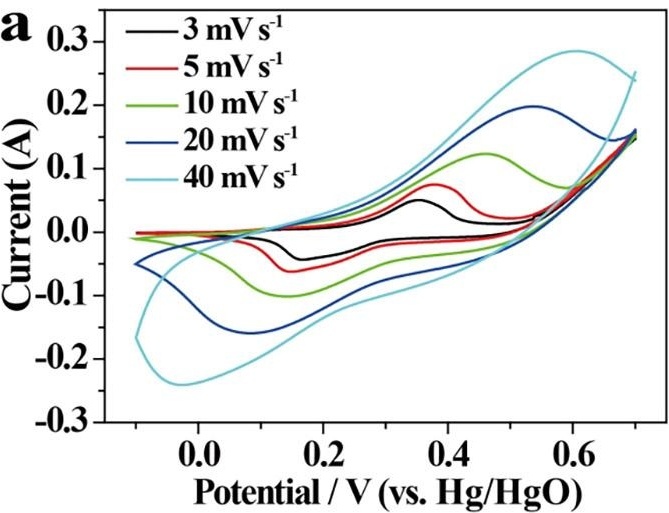 a
3 mV s⁻¹
5 mV s⁻¹
10 mV s⁻¹
20 mV s⁻¹
40 mV s⁻¹
Current (A)
0.3
0.2
0.1
0.0
-0.1
-0.2
-0.3
0.0 0.2 0.4 0.6
Potential / V (vs. Hg/HgO)